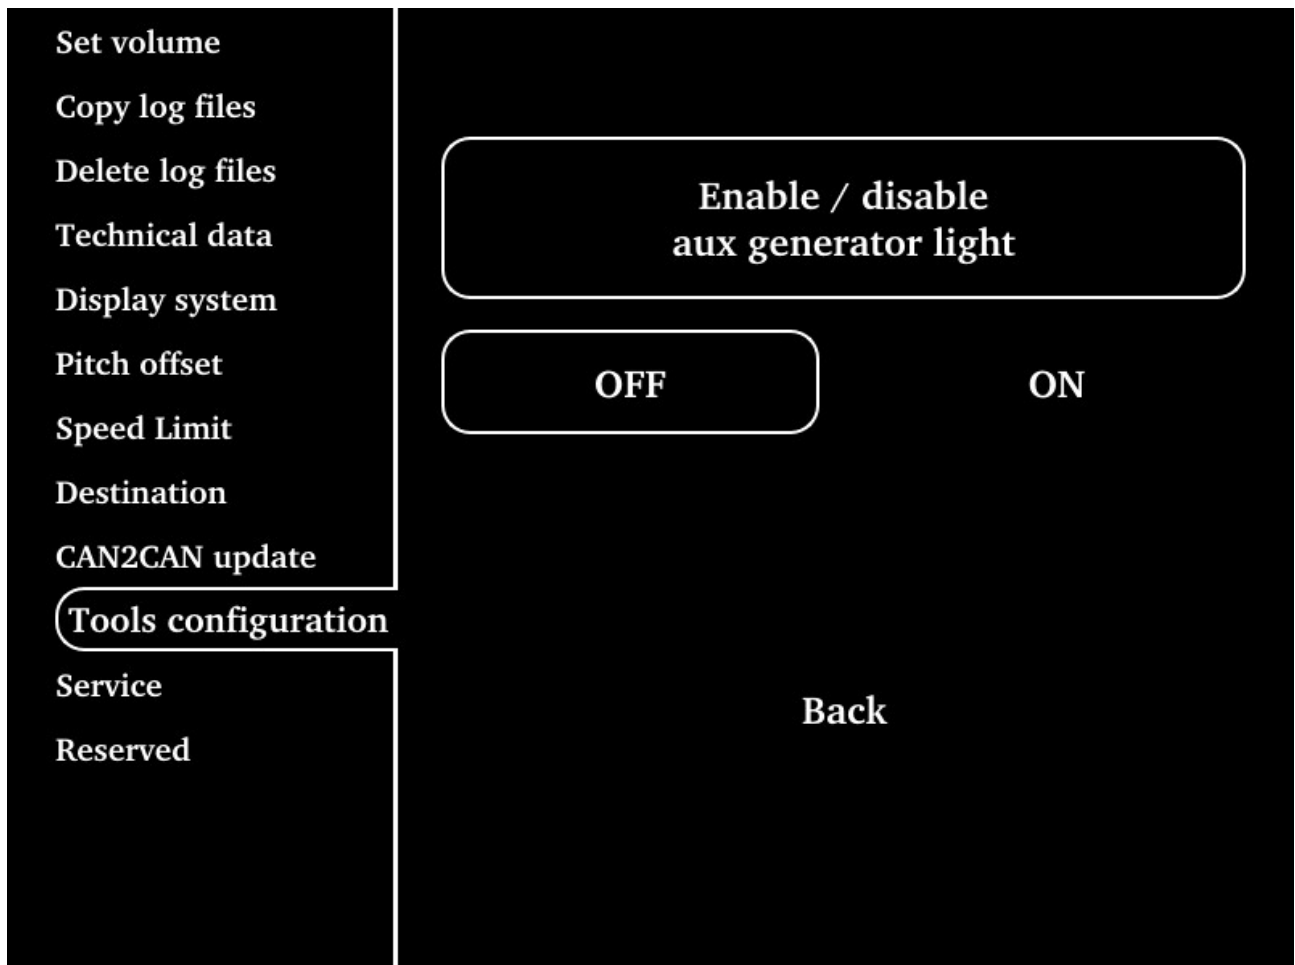 Set volume
Copy log files
Delete log files
Technical data
Display system
Pitch offset
Speed Limit
Destination
CAN2CAN update
Tools configuration
Service
Reserved
Enable / disable
aux generator light
OFF
ON
Back